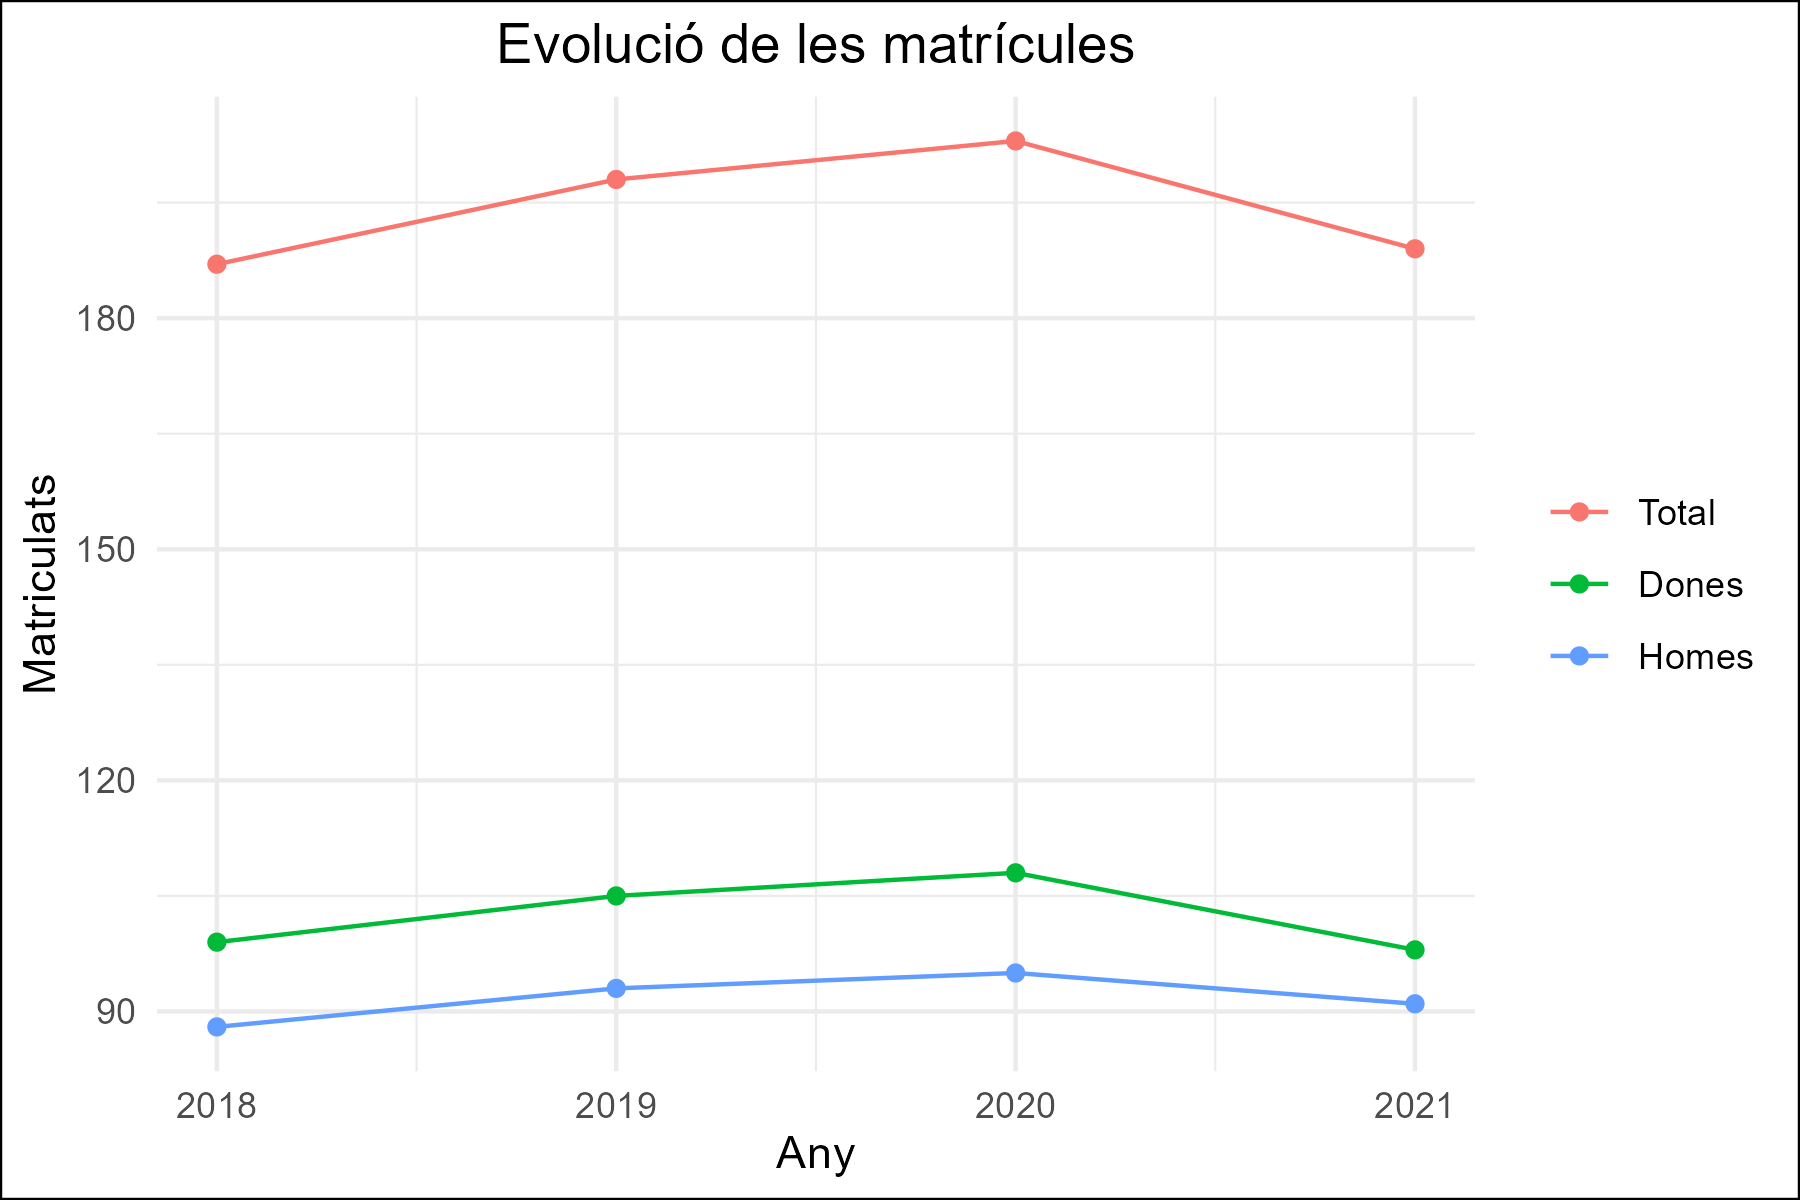 Evolució de les matrícules
Matriculats
180
150
120
90
2018
2019
2020
2021
Any
Total
Dones
Homes